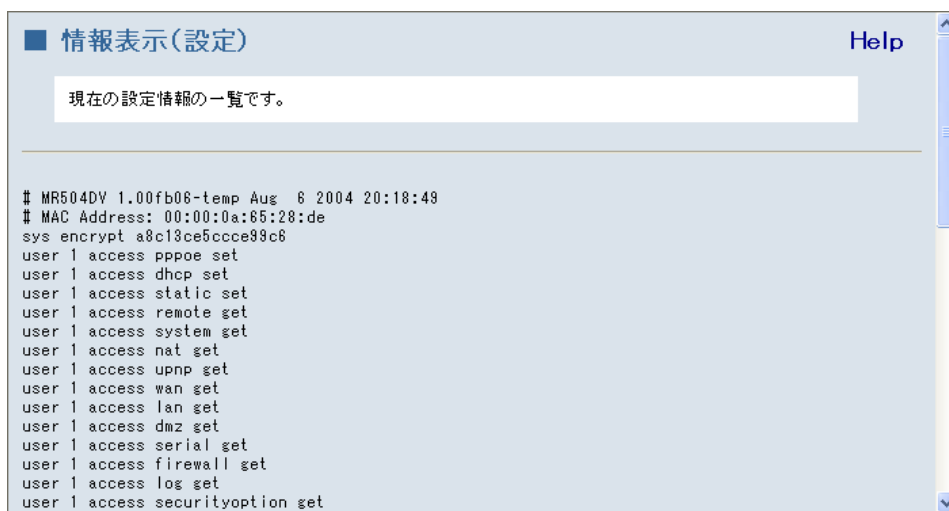 ■ 情報表示(設定)
Help
現在の設定情報の一覧です。
# MR504DV 1.00fb06-temp Aug  6 2004 20:18:49
# MAC Address: 00:00:0a:65:28:de
sys encrypt a8c13ce5ccce99c6
user 1 access pppoe set
user 1 access dhcp set
user 1 access static set
user 1 access remote get
user 1 access system get
user 1 access nat get
user 1 access upnp get
user 1 access wan get
user 1 access lan get
user 1 access dmz get
user 1 access serial get
user 1 access firewall get
user 1 access log get
user 1 access securityoption get